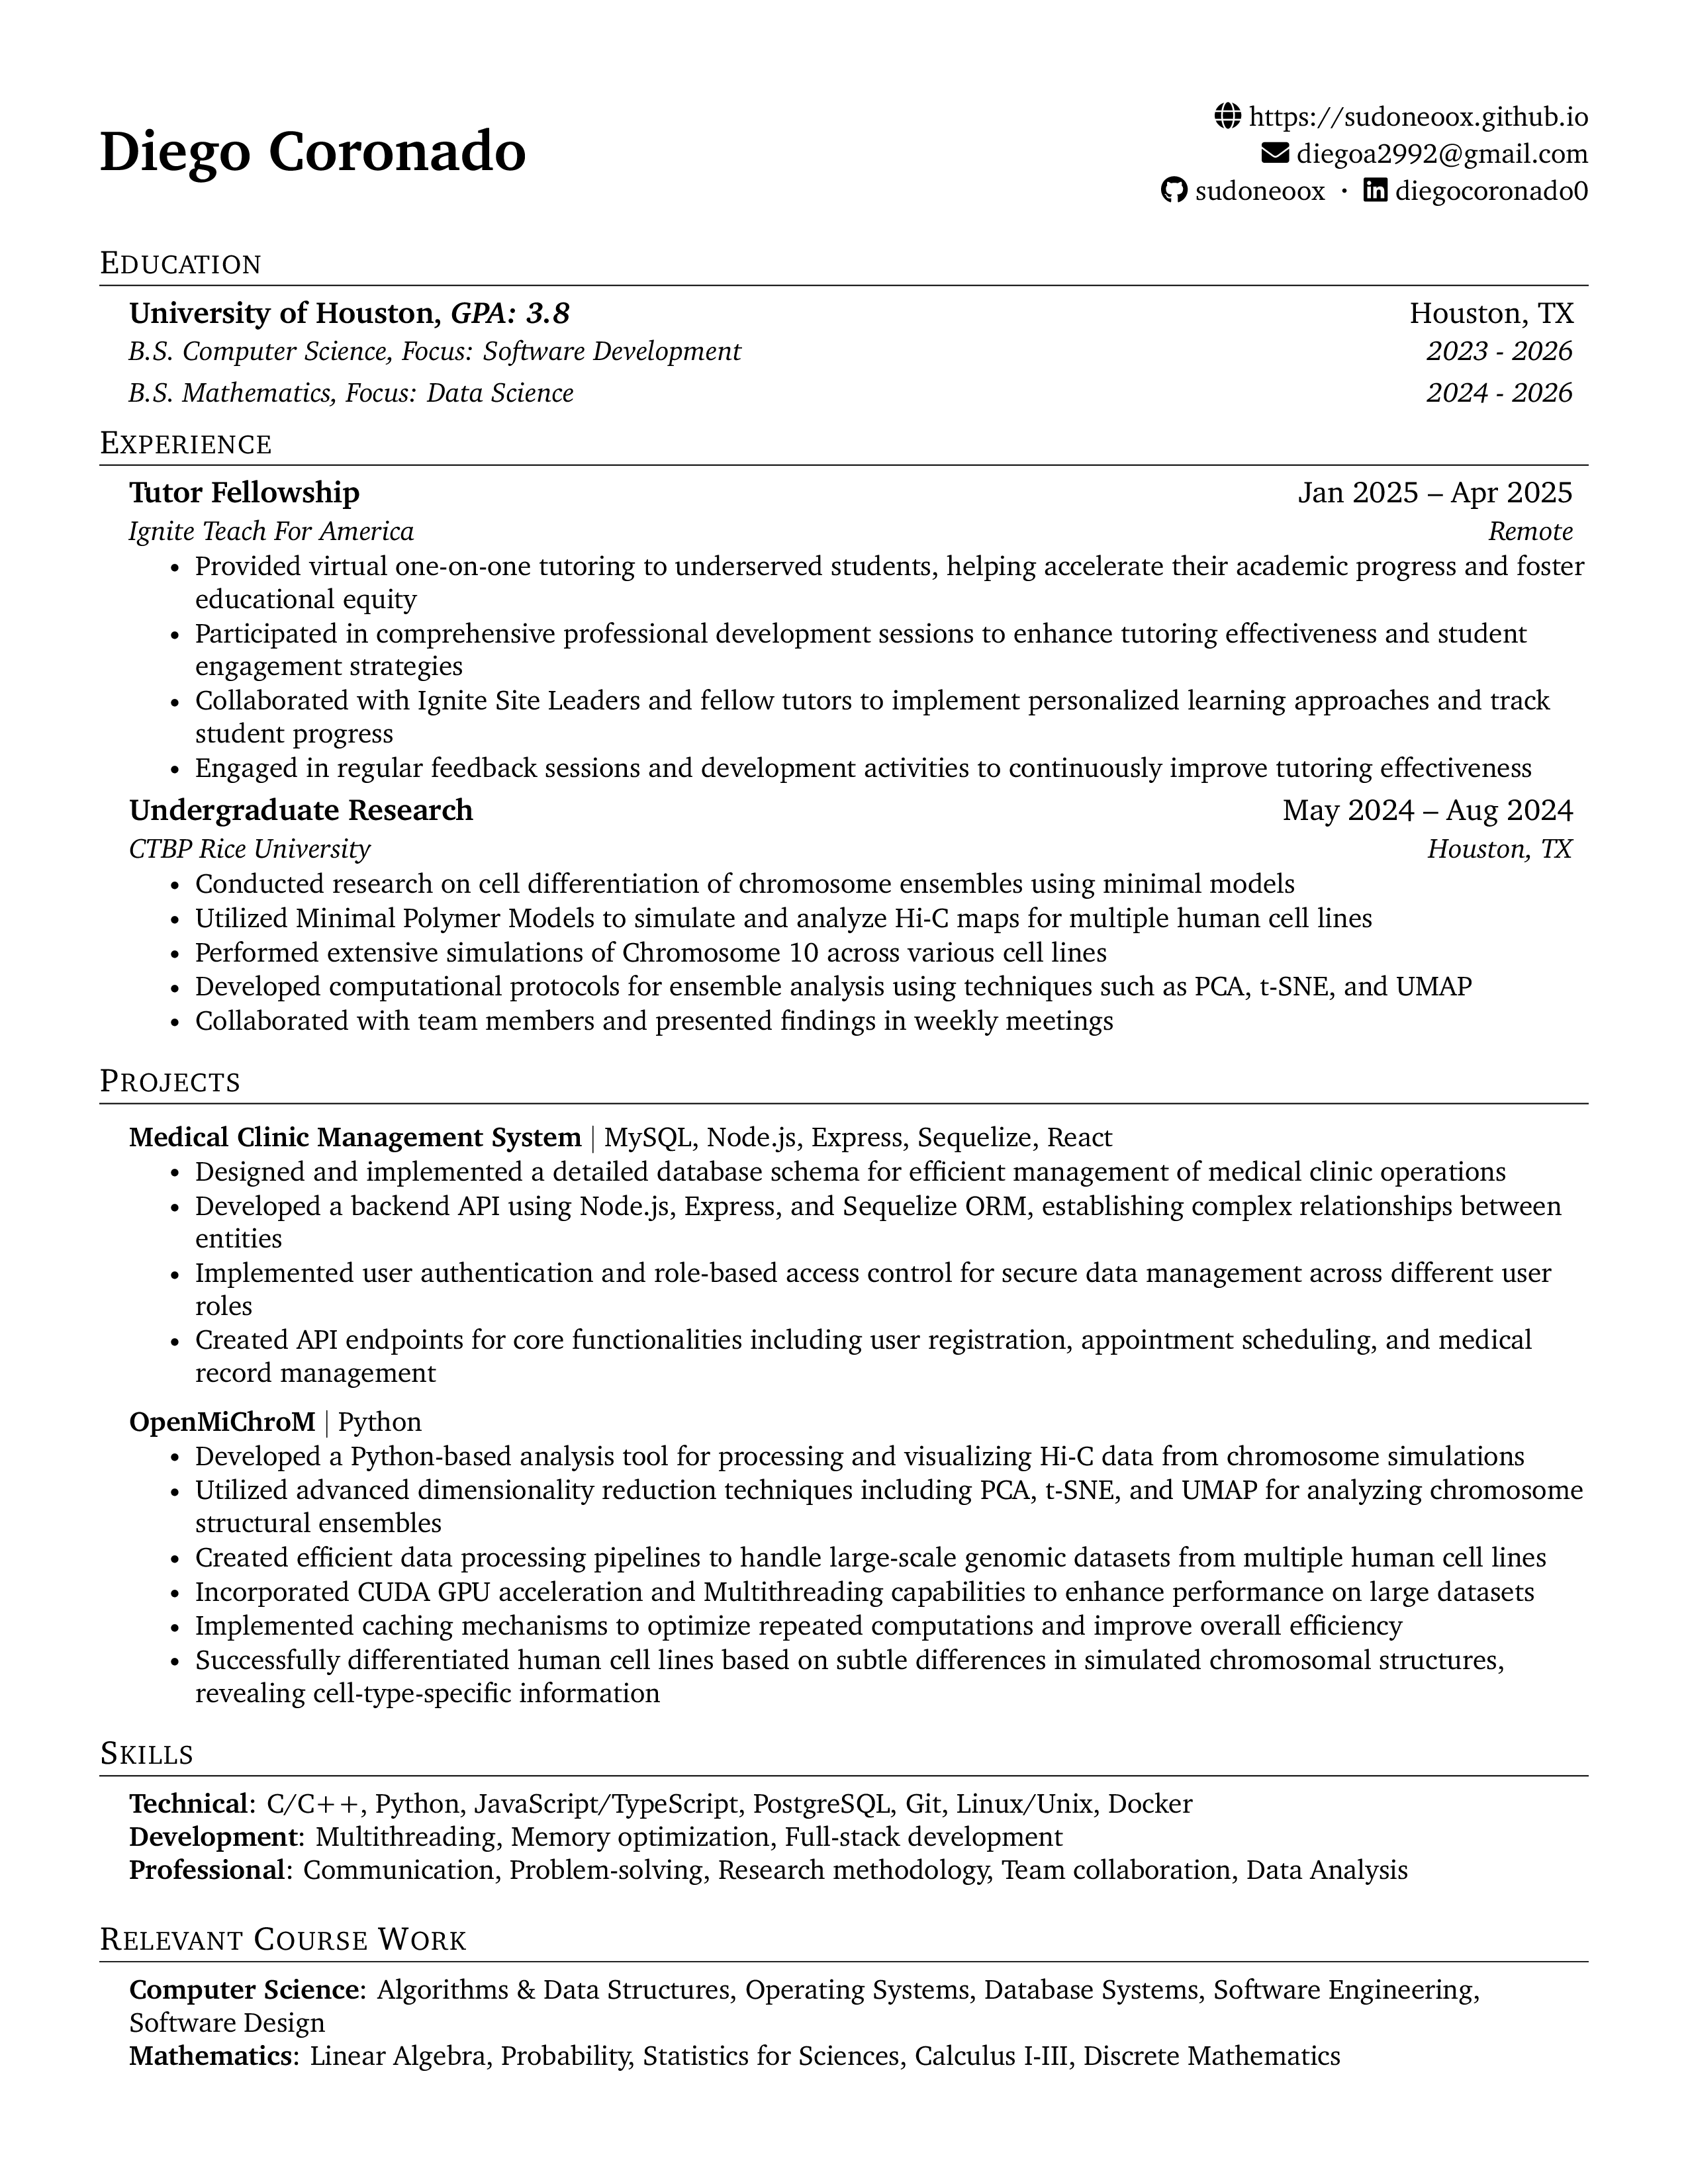 Diego Coronado
https://sudoneoox.github.io
diegoa2992@gmail.com
sudoneoox · diegocoronado0
EDUCATION
University of Houston, GPA: 3.8 Houston, TX
B.S. Computer Science, Focus: Software Development 2023 - 2026
B.S. Mathematics, Focus: Data Science 2024 - 2026
EXPERIENCE
Tutor Fellowship Jan 2025 – Apr 2025
Ignite Teach For America Remote
• Provided virtual one-on-one tutoring to underserved students, helping accelerate their academic progress and foster
educational equity
• Participated in comprehensive professional development sessions to enhance tutoring effectiveness and student
engagement strategies
• Collaborated with Ignite Site Leaders and fellow tutors to implement personalized learning approaches and track
student progress
• Engaged in regular feedback sessions and development activities to continuously improve tutoring effectiveness
Undergraduate Research May 2024 – Aug 2024
CTBP Rice University Houston, TX
• Conducted research on cell differentiation of chromosome ensembles using minimal models
• Utilized Minimal Polymer Models to simulate and analyze Hi-C maps for multiple human cell lines
• Performed extensive simulations of Chromosome 10 across various cell lines
• Developed computational protocols for ensemble analysis using techniques such as PCA, t-SNE, and UMAP
• Collaborated with team members and presented findings in weekly meetings
PROJECTS
Medical Clinic Management System | MySQL, Node.js, Express, Sequelize, React
• Designed and implemented a detailed database schema for efficient management of medical clinic operations
• Developed a backend API using Node.js, Express, and Sequelize ORM, establishing complex relationships between
entities
• Implemented user authentication and role-based access control for secure data management across different user
roles
• Created API endpoints for core functionalities including user registration, appointment scheduling, and medical
record management
OpenMiChroM | Python
• Developed a Python-based analysis tool for processing and visualizing Hi-C data from chromosome simulations
• Utilized advanced dimensionality reduction techniques including PCA, t-SNE, and UMAP for analyzing chromosome
structural ensembles
• Created efficient data processing pipelines to handle large-scale genomic datasets from multiple human cell lines
• Incorporated CUDA GPU acceleration and Multithreading capabilities to enhance performance on large datasets
• Implemented caching mechanisms to optimize repeated computations and improve overall efficiency
• Successfully differentiated human cell lines based on subtle differences in simulated chromosomal structures,
revealing cell-type-specific information
SKILLS
Technical: C/C++, Python, JavaScript/TypeScript, PostgreSQL, Git, Linux/Unix, Docker
Development: Multithreading, Memory optimization, Full-stack development
Professional: Communication, Problem-solving, Research methodology, Team collaboration, Data Analysis
RELEVANT COURSE WORK
Computer Science: Algorithms & Data Structures, Operating Systems, Database Systems, Software Engineering,
Software Design
Mathematics: Linear Algebra, Probability, Statistics for Sciences, Calculus I-III, Discrete Mathematics